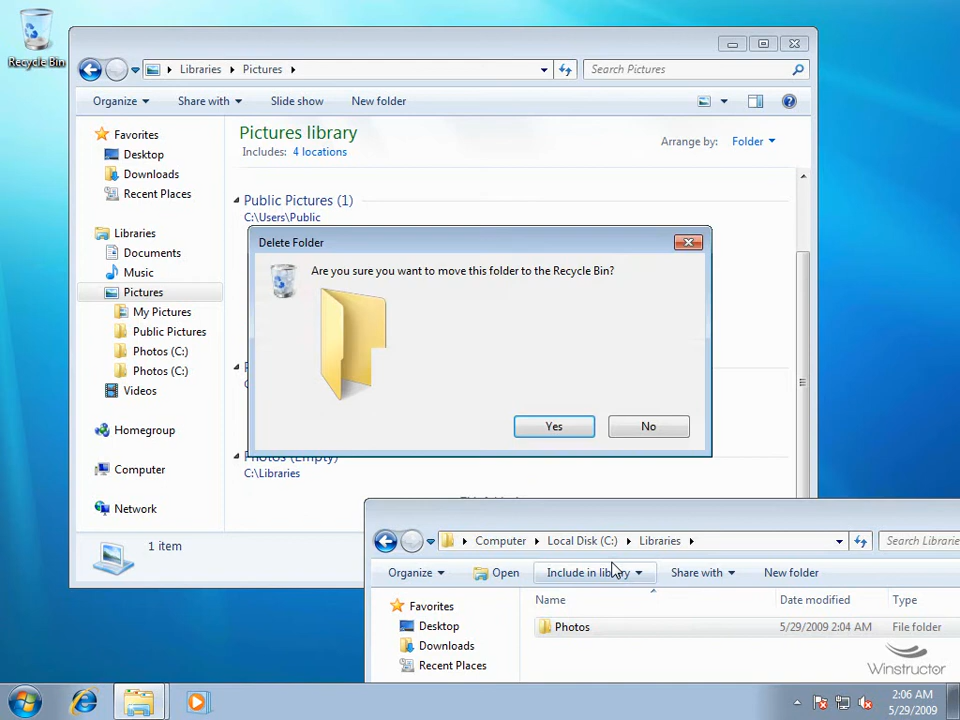 Recycle Bin
Libraries
Pictures
Search Pictures
Organize
Share with
Slide show
New folder
Favorites
Desktop
Downloads
Recent Places
Libraries
Documents
Music
Pictures
My Pictures
Public Pictures
Photos (C:)
Photos (C:)
Videos
Homegroup
Computer
Network
Pictures library
Includes: 4 locations
Arrange by: Folder
Public Pictures (1)
C:\Users\Public
Delete Folder
Are you sure you want to move this folder to the Recycle Bin?
Yes
No
Photos (Empty)
C:\Libraries
1 item
Computer
Local Disk (C:)
Libraries
Search Librarie
Organize
Open
Include in library
Share with
New folder
Favorites
Desktop
Downloads
Recent Places
Name
Date modified
Type
Photos
5/29/2009 2:04 AM
File folder
Winstructor
2:06 AM
5/29/2009